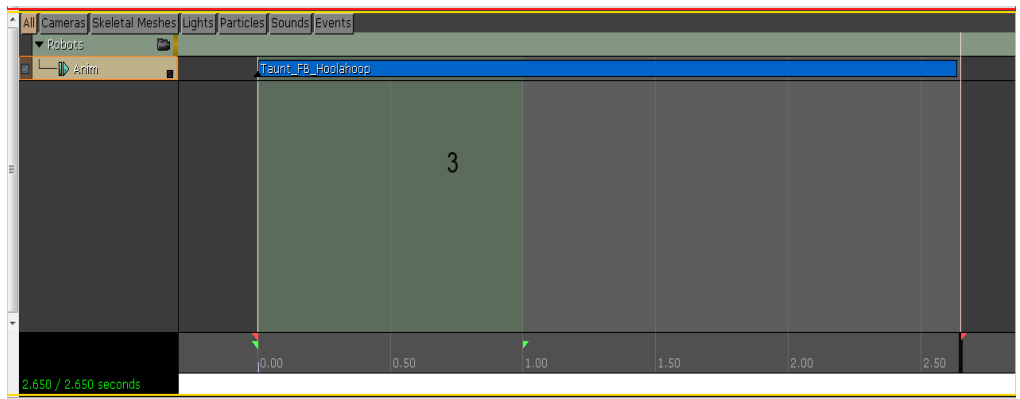 All Cameras Skeletal Meshes Lights Particles Sounds Events
Robots
Anim Taunt_FB_Hoolahoop
3
0.00 0.50 1.00 1.50 2.00 2.50
2.650 / 2.650 seconds